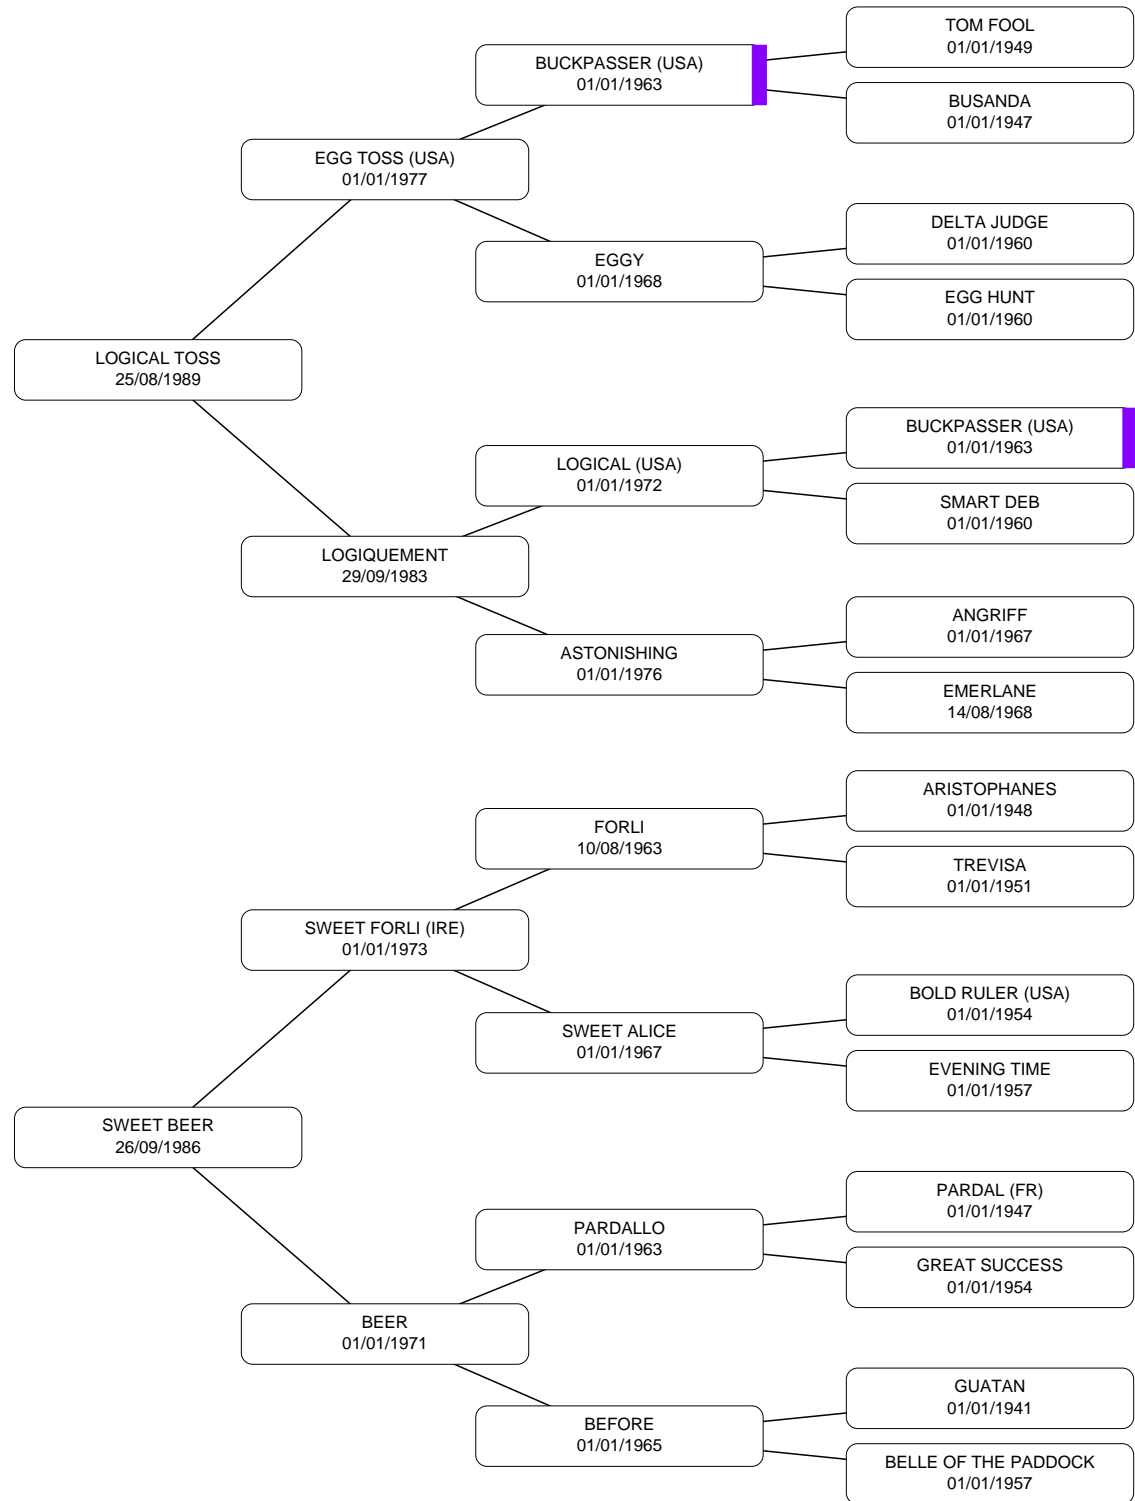 TOM FOOL
01/01/1949
BUCKPASSER (USA)
01/01/1963
BUSANDA
01/01/1947
EGG TOSS (USA)
01/01/1977
DELTA JUDGE
01/01/1960
EGGY
01/01/1968
EGG HUNT
01/01/1960
LOGICAL TOSS
25/08/1989
BUCKPASSER (USA)
01/01/1963
LOGICAL (USA)
01/01/1972
SMART DEB
01/01/1960
LOGIQUEMENT
29/09/1983
ANGRIFF
01/01/1967
ASTONISHING
01/01/1976
EMERLANE
14/08/1968
ARISTOPHANES
01/01/1948
FORLI
10/08/1963
TREVISA
01/01/1951
SWEET FORLI (IRE)
01/01/1973
BOLD RULER (USA)
01/01/1954
SWEET ALICE
01/01/1967
EVENING TIME
01/01/1957
SWEET BEER
26/09/1986
PARDAL (FR)
01/01/1947
PARDALLO
01/01/1963
GREAT SUCCESS
01/01/1954
BEER
01/01/1971
GUATAN
01/01/1941
BEFORE
01/01/1965
BELLE OF THE PADDOCK
01/01/1957